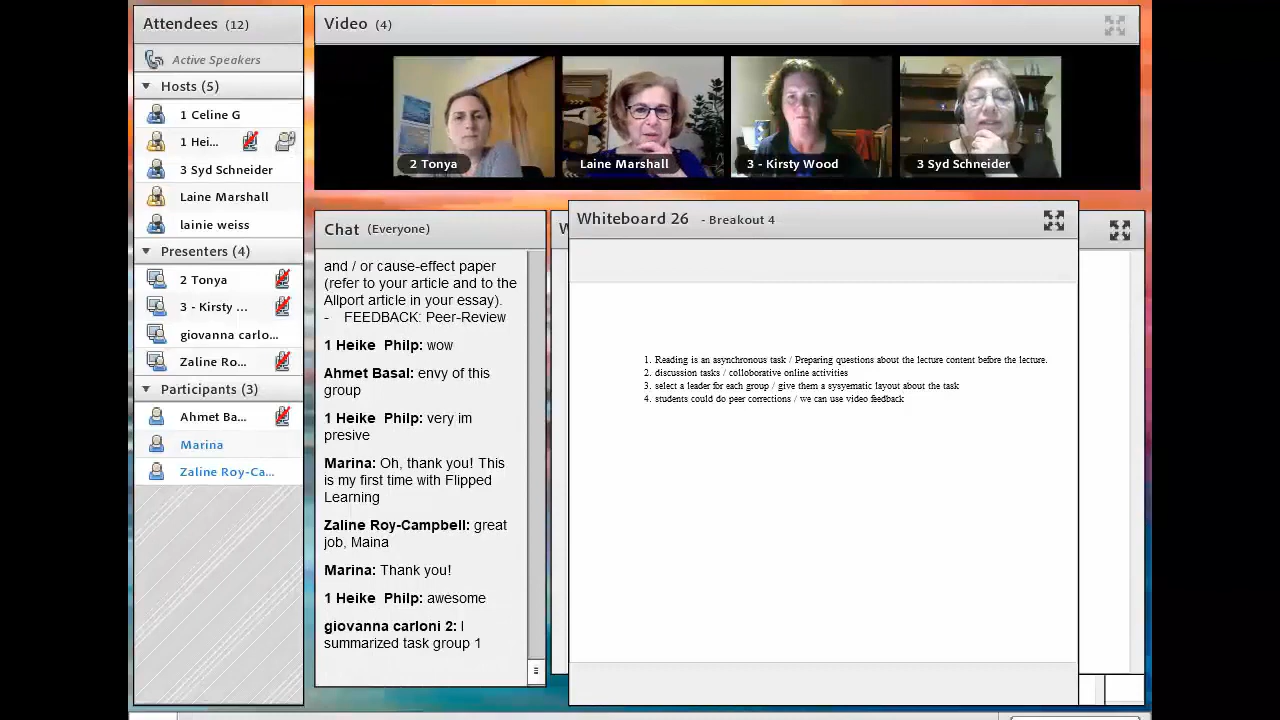 Attendees (12)
Active Speakers
Hosts (5)
1 Celine G
1 Hei...
3 Syd Schneider
Laine Marshall
lainie weiss
Presenters (4)
2 Tonya
3 - Kirsty ...
giovanna carlo...
Zaline Ro...
Participants (3)
Ahmet Ba...
Marina
Zaline Roy-Ca...
Video (4)
2 Tonya
Laine Marshall
3 - Kirsty Wood
3 Syd Schneider
Chat (Everyone)
and / or cause-effect paper
(refer to your article and to the
Allport article in your essay).
- FEEDBACK: Peer-Review
1 Heike Philp: wow
Ahmet Basal: envy of this
group
1 Heike Philp: very im
presive
Marina: Oh, thank you! This
is my first time with Flipped
Learning
Zaline Roy-Campbell: great
job, Maina
Marina: Thank you!
1 Heike Philp: awesome
giovanna carloni 2: I
summarized task group 1
W
Whiteboard 26 - Breakout 4
1. Reading is an asynchronous task / Preparing questions about the lecture content before the lecture.
2. discussion tasks / colloborative online activities
3. select a leader for each group / give them a sysyematic layout about the task
4. students could do peer corrections / we can use video feedback